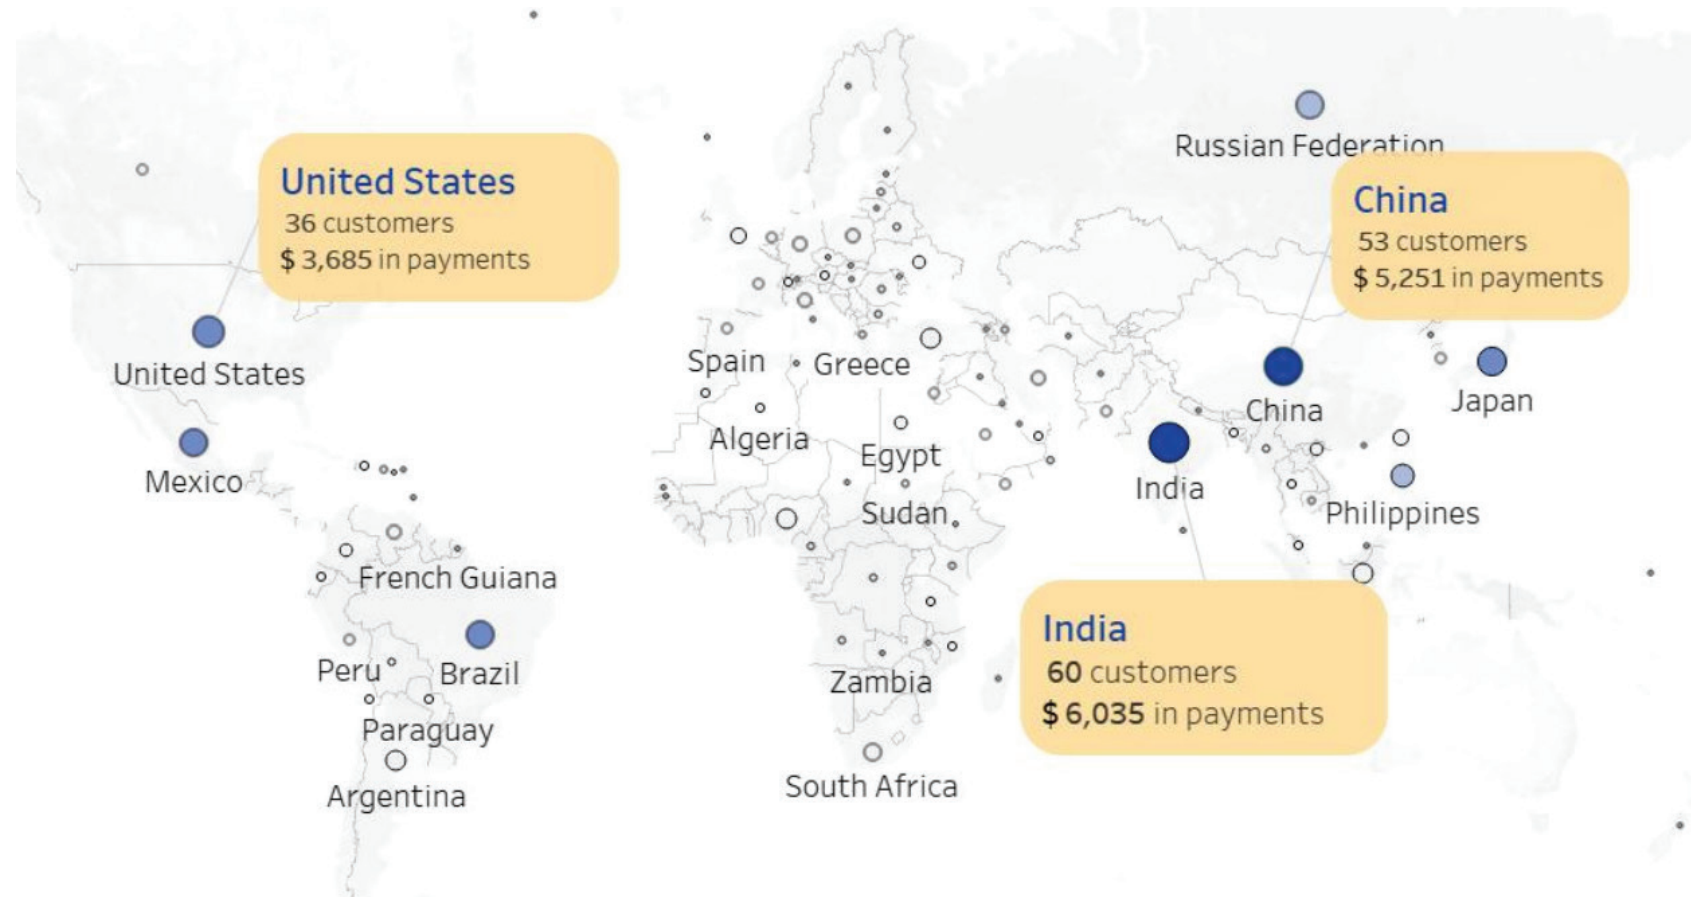 Russian Federation
United States
36 customers
$ 3,685 in payments
China
53 customers
$ 5,251 in payments
United States
Spain
Greece
China
Japan
Mexico
Algeria
Egypt
India
Sudan
Philippines
French Guiana
India
60 customers
$ 6,035 in payments
Peru
Brazil
Zambia
Paraguay
South Africa
Argentina